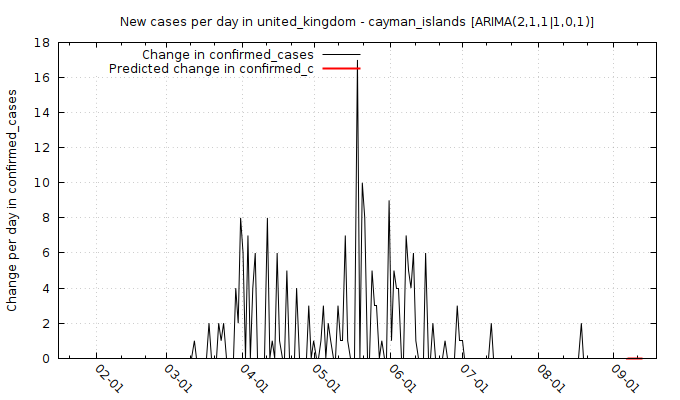 New cases per day in united_kingdom - cayman_islands [ARIMA(2,1,1|1,0,1)]
Change per day in confirmed_cases
Change in confirmed_cases
Predicted change in confirmed_c
18
16
14
12
10
8
6
4
2
0
02-01 03-01 04-01 05-01 06-01 07-01 08-01 09-01